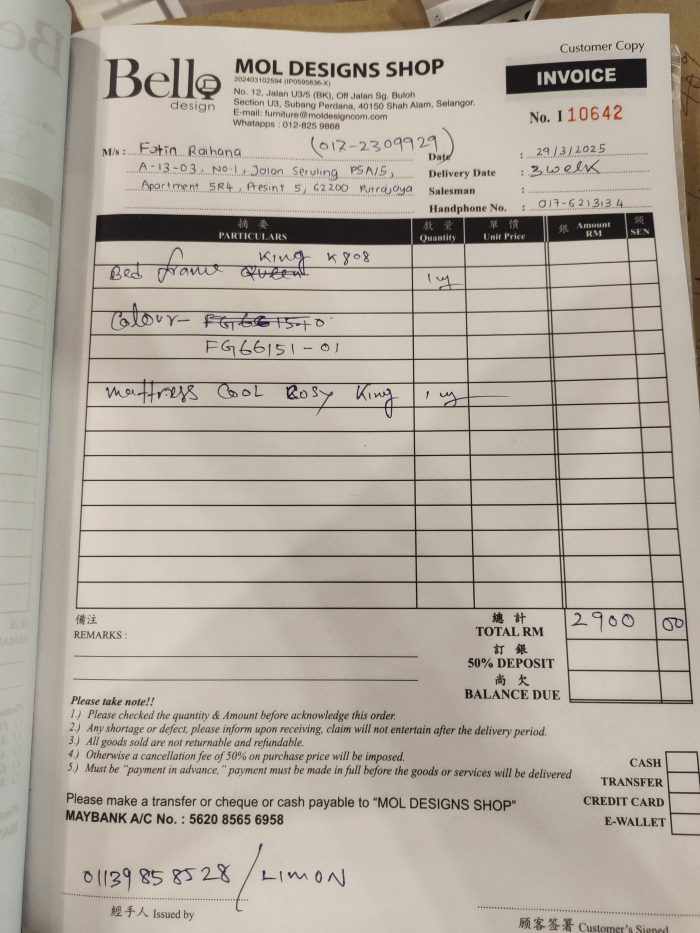 Customer Copy
Bello
design
MOL DESIGNS SHOP
202403102594 (IP0595836-X)
No. 12, Jalan U3/5 (BK), Off Jalan Sg. Buloh
Section U3, Subang Perdana, 40150 Shah Alam, Selangor.
E-mail: furniture@moldesigncom.com
Whatapps : 012-825 9868
INVOICE
No. I 10642
(017-2309929)
M/s : Fatin Raihana
A-13-03, No.1, Jalan Seruling P5A/5,
Apartment 5R4, Presint 5, 62200 Putrajaya
Date : 29/3/2025
Delivery Date : 3 welk
Salesman :
Handphone No. : 017-6213134
摘要 數量 單價 銀 Amount 銭
PARTICULARS Quantity Unit Price RM SEN
King K808
Bed frame Queen 1
Colour-
FG66151-01
mattress COOL Cosy King 1
備注
REMARKS :
總計
TOTAL RM 2900 00
訂銀
50% DEPOSIT
尚欠
BALANCE DUE
Please take note!!
1.) Please checked the quantity & Amount before acknowledge this order.
2.) Any shortage or defect, please inform upon receiving, claim will not entertain after the delivery period.
3.) All goods sold are not returnable and refundable.
4.) Otherwise a cancellation fee of 50% on purchase price will be imposed.
5.) Must be "payment in advance," payment must be made in full before the goods or services will be delivered
CASH
TRANSFER
CREDIT CARD
E-WALLET
Please make a transfer or cheque or cash payable to "MOL DESIGNS SHOP"
MAYBANK A/C No. : 5620 8565 6958
01139858528 / LIMON
經手人 Issued by
顧客簽署 Customer's Signed